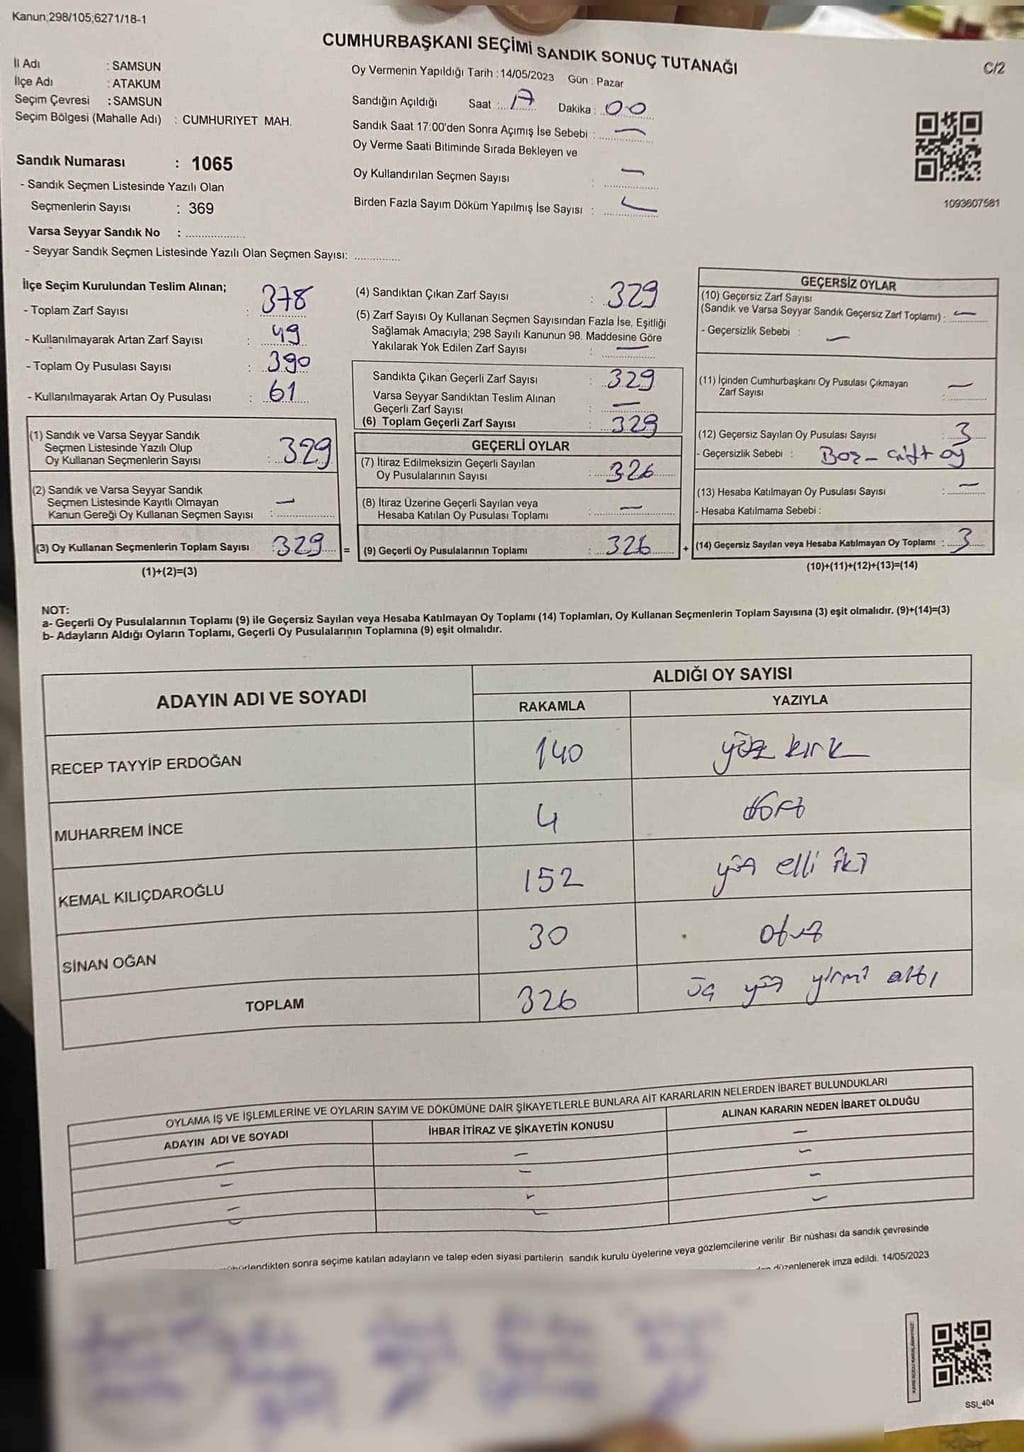 Kanun;298/105;6271/18-1
CUMHURBAŞKANI SEÇİMİ SANDIK SONUÇ TUTANAĞI
C/2
İl Adı : SAMSUN
İlçe Adı : ATAKUM
Seçim Çevresi : SAMSUN
Seçim Bölgesi (Mahalle Adı) : CUMHURIYET MAH.
Sandık Numarası : 1065
- Sandık Seçmen Listesinde Yazılı Olan
Seçmenlerin Sayısı : 369
Varsa Seyyar Sandık No : ..................
- Seyyar Sandık Seçmen Listesinde Yazılı Olan Seçmen Sayısı: ..............
Oy Vermenin Yapıldığı Tarih : 14/05/2023 Gün : Pazar
Sandığın Açıldığı Saat : Dakika : 00
Sandık Saat 17:00'den Sonra Açımış İse Sebebi : —
Oy Verme Saati Bitiminde Sırada Bekleyen ve
Oy Kullandırılan Seçmen Sayısı : —
Birden Fazla Sayım Döküm Yapılmış İse Sayısı : —
1093607581
İlçe Seçim Kurulundan Teslim Alınan;
- Toplam Zarf Sayısı : 378
- Kullanılmayarak Artan Zarf Sayısı : 49
- Toplam Oy Pusulası Sayısı : 390
- Kullanılmayarak Artan Oy Pusulası : 61
(1) Sandık ve Varsa Seyyar Sandık
Seçmen Listesinde Yazılı Olup
Oy Kullanan Seçmenlerin Sayısı : 329
(2) Sandık ve Varsa Seyyar Sandık
Seçmen Listesinde Kayıtlı Olmayan
Kanun Gereği Oy Kullanan Seçmen Sayısı : —
(3) Oy Kullanan Seçmenlerin Toplam Sayısı : 329 =
(1)+(2)=(3)
(4) Sandıktan Çıkan Zarf Sayısı : 329
(5) Zarf Sayısı Oy Kullanan Seçmen Sayısından Fazla İse, Eşitliği
Sağlamak Amacıyla; 298 Sayılı Kanunun 98. Maddesine Göre
Yakılarak Yok Edilen Zarf Sayısı : —
Sandıkta Çıkan Geçerli Zarf Sayısı : 329
Varsa Seyyar Sandıktan Teslim Alınan
Geçerli Zarf Sayısı : —
(6) Toplam Geçerli Zarf Sayısı : 329
GEÇERLİ OYLAR
(7) İtiraz Edilmeksizin Geçerli Sayılan
Oy Pusulasının Sayısı : 326
(8) İtiraz Üzerine Geçerli Sayılan veya
Hesaba Katılan Oy Pusulası Toplamı : —
(9) Geçerli Oy Pusulalarının Toplamı : 326 +
GEÇERSİZ OYLAR
(10) Geçersiz Zarf Sayısı
(Sandık ve Varsa Seyyar Sandık Geçersiz Zarf Toplamı) : —
- Geçersizlik Sebebi : —
(11) İçinden Cumhurbaşkanı Oy Pusulası Çıkmayan
Zarf Sayısı : —
(12) Geçersiz Sayılan Oy Pusulası Sayısı : 3
- Geçersizlik Sebebi : Boş - çift oy
(13) Hesaba Katılmayan Oy Pusulası Sayısı : —
- Hesaba Katılmama Sebebi :
(14) Geçersiz Sayılan veya Hesaba Katılmayan Oy Toplamı : 3
(10)+(11)+(12)+(13)=(14)
NOT:
a- Geçerli Oy Pusulalarının Toplamı (9) ile Geçersiz Sayılan veya Hesaba Katılmayan Oy Toplamı (14) Toplamları, Oy Kullanan Seçmenlerin Toplam Sayısına (3) eşit olmalıdır. (9)+(14)=(3)
b- Adayların Aldığı Oyların Toplamı, Geçerli Oy Pusulalarının Toplamına (9) eşit olmalıdır.
ADAYIN ADI VE SOYADI ALDIĞI OY SAYISI
RAKAMLA YAZIYLA
RECEP TAYYİP ERDOĞAN 140 yüz kırk
MUHARREM İNCE 4 dört
KEMAL KILIÇDAROĞLU 152 yüz elli iki
SİNAN OĞAN 30 otuz
TOPLAM 326 üç yüz yirmi altı
OYLAMA İŞ VE İŞLEMLERİNE VE OYLARIN SAYIM VE DÖKÜMÜNE DAİR ŞİKAYETLERLE BUNLARA AİT KARARLARIN NELERDEN İBARET BULUNDUKLARI
ADAYIN ADI VE SOYADI İHBAR İTİRAZ VE ŞİKAYETİN KONUSU ALINAN KARARIN NEDEN İBARET OLDUĞU
— — —
— — —
— — —
— — —
sonra seçime katılan adayların ve talep eden siyasi partilerin sandık kurulu üyelerine veya gözlemcilerine verilir. Bir nüshası da sandık çevresinde
düzenlenerek imza edildi. 14/05/2023
SSI_404